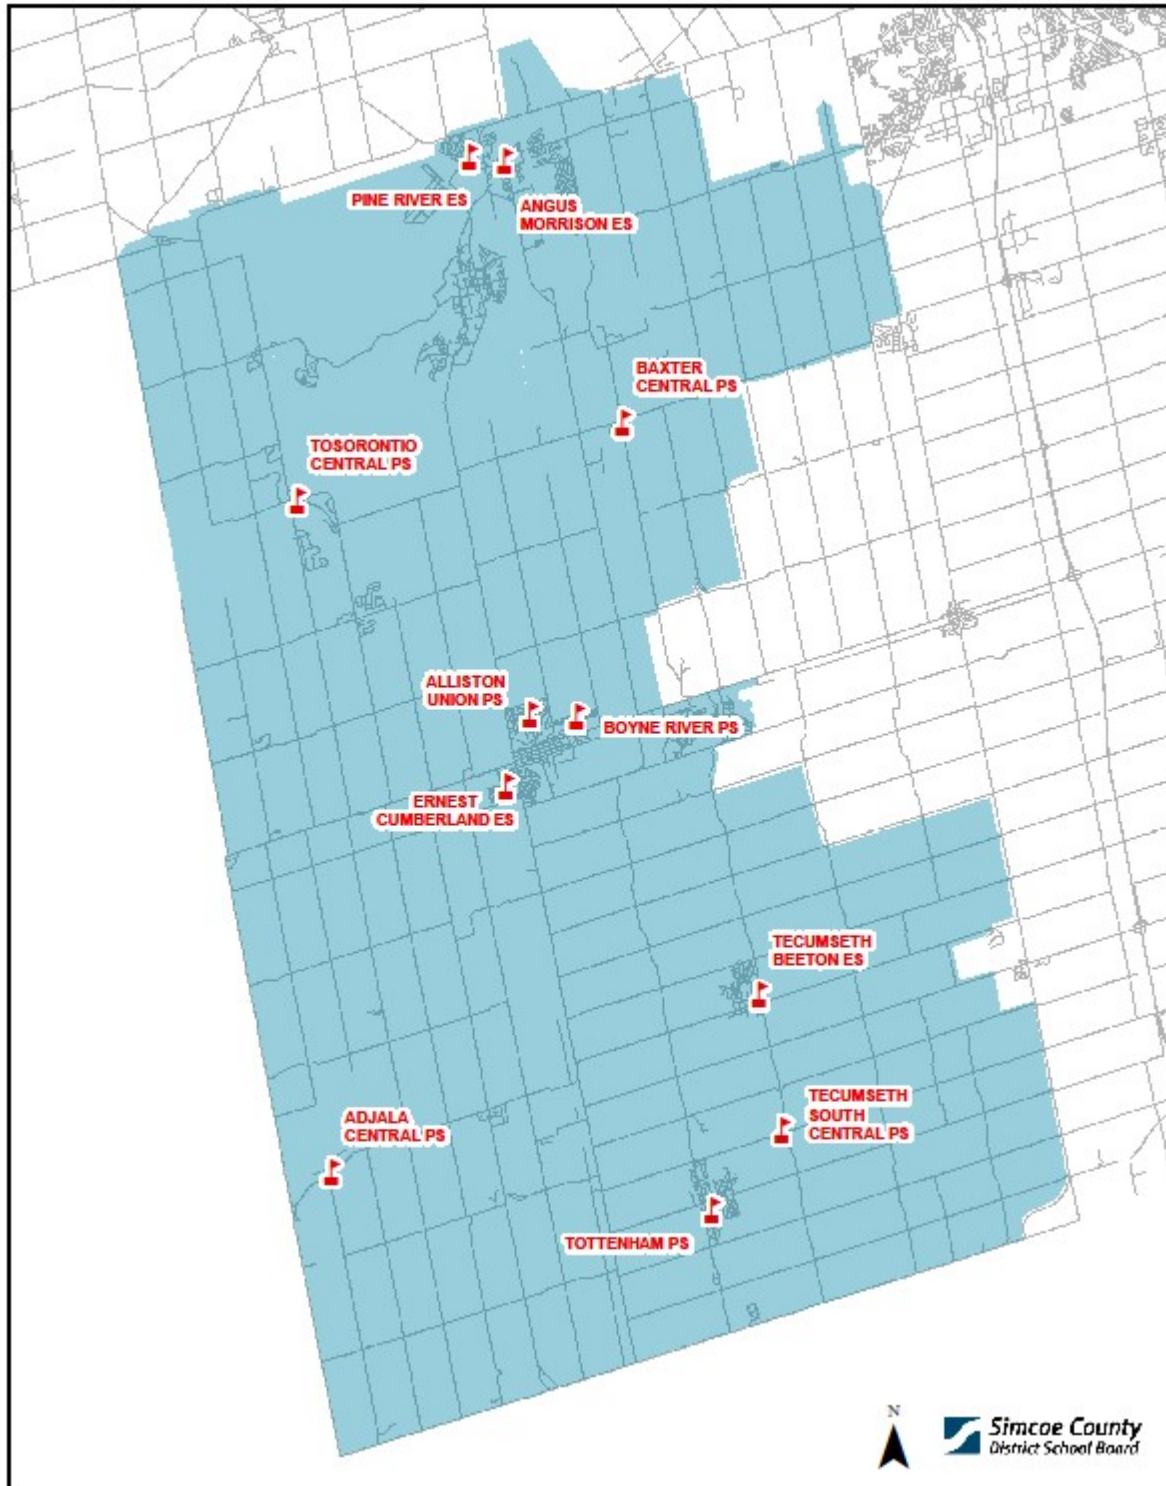 PINE RIVER ES
ANGUS
MORRISON ES
BAXTER
CENTRAL PS
TOSORONTIO
CENTRAL PS
ALLISTON
UNION PS
BOYNE RIVER PS
ERNEST
CUMBERLAND ES
TECUMSETH
BEETON ES
TECUMSETH
SOUTH
CENTRAL PS
ADJALA
CENTRAL PS
TOTTENHAM PS
N
Simcoe County
District School Board